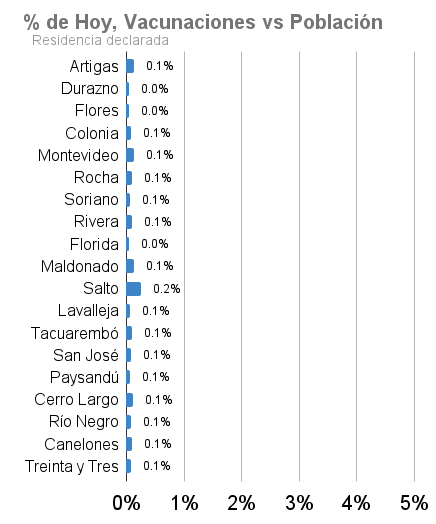 % de Hoy, Vacunaciones vs Población
Residencia declarada
Artigas 0.1%
Durazno 0.0%
Flores 0.0%
Colonia 0.1%
Montevideo 0.1%
Rocha 0.1%
Soriano 0.1%
Rivera 0.1%
Florida 0.0%
Maldonado 0.1%
Salto 0.2%
Lavalleja 0.1%
Tacuarembó 0.1%
San José 0.1%
Paysandú 0.1%
Cerro Largo 0.1%
Río Negro 0.1%
Canelones 0.1%
Treinta y Tres 0.1%
0% 1% 2% 3% 4% 5%